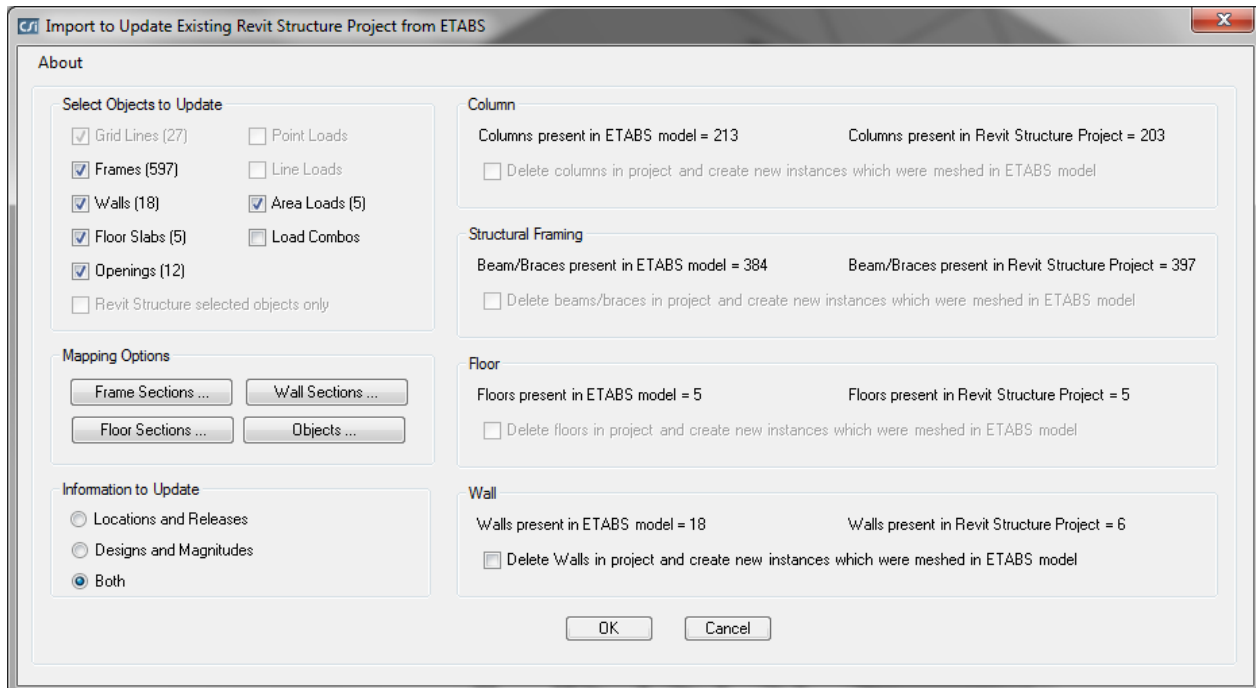 CSi Import to Update Existing Revit Structure Project from ETABS
About
Select Objects to Update
Grid Lines (27)
Point Loads
Frames (597)
Line Loads
Walls (18)
Area Loads (5)
Floor Slabs (5)
Load Combos
Openings (12)
Revit Structure selected objects only
Mapping Options
Frame Sections ...
Wall Sections ...
Floor Sections ...
Objects ...
Information to Update
Locations and Releases
Designs and Magnitudes
Both
Column
Columns present in ETABS model = 213
Columns present in Revit Structure Project = 203
Delete columns in project and create new instances which were meshed in ETABS model
Structural Framing
Beam/Braces present in ETABS model = 384
Beam/Braces present in Revit Structure Project = 397
Delete beams/braces in project and create new instances which were meshed in ETABS model
Floor
Floors present in ETABS model = 5
Floors present in Revit Structure Project = 5
Delete floors in project and create new instances which were meshed in ETABS model
Wall
Walls present in ETABS model = 18
Walls present in Revit Structure Project = 6
Delete Walls in project and create new instances which were meshed in ETABS model
OK
Cancel